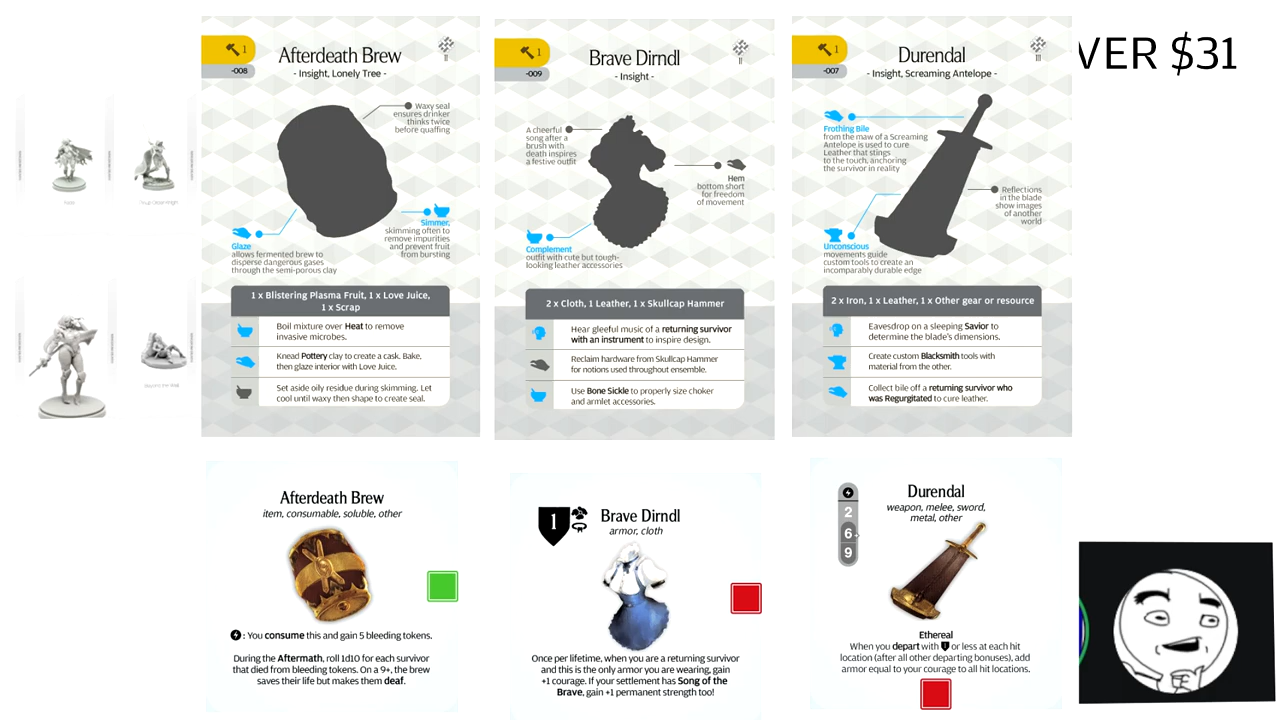 VER $31
1
-008
Afterdeath Brew
- Insight, Lonely Tree -
II
Waxy seal
ensures drinker
thinks twice
before quaffing
Glaze
allows fermented brew to
disperse dangerous gases
through the semi-porous clay
Simmer,
skimming often to
remove impurities
and prevent fruit
from bursting
1 x Blistering Plasma Fruit, 1 x Love Juice,
1 x Scrap
Boil mixture over Heat to remove
invasive microbes.
Knead Pottery clay to create a cask. Bake,
then glaze interior with Love Juice.
Set aside oily residue during skimming. Let
cool until waxy then shape to create seal.
1
-009
Brave Dirndl
- Insight -
II
A cheerful
song after a
brush with
death inspires
a festive outfit
Hem
bottom short
for freedom
of movement
Complement
outfit with cute but tough-
looking leather accessories
2 x Cloth, 1 Leather, 1 x Skullcap Hammer
Hear gleeful music of a returning survivor
with an instrument to inspire design.
Reclaim hardware from Skullcap Hammer
for notions used throughout ensemble.
Use Bone Sickle to properly size choker
and armlet accessories.
1
-007
Durendal
- Insight, Screaming Antelope -
III
Frothing Bile
from the maw of a Screaming
Antelope is used to cure
Leather that stings
to the touch, anchoring
the survivor in reality
Reflections
in the blade
show images
of another
world
Unconscious
movements guide
custom tools to create an
incomparably durable edge
2 x Iron, 1 x Leather, 1 x Other gear or resource
Eavesdrop on a sleeping Savior to
determine the blade's dimensions.
Create custom Blacksmith tools with
material from the other.
Collect bile off a returning survivor who
was Regurgitated to cure leather.
Afterdeath Brew
item, consumable, soluble, other
: You consume this and gain 5 bleeding tokens.
During the Aftermath, roll 1d10 for each survivor
that died from bleeding tokens. On a 9+, the brew
saves their life but makes them deaf.
1
Brave Dirndl
armor, cloth
Once per lifetime, when you are a returning survivor
and this is the only armor you are wearing, gain
+1 courage. If your settlement has Song of the
Brave, gain +1 permanent strength too!
2
6+
9
Durendal
weapon, melee, sword,
metal, other
Ethereal
When you depart with 1 or less at each hit
location (after all other departing bonuses), add
armor equal to your courage to all hit locations.